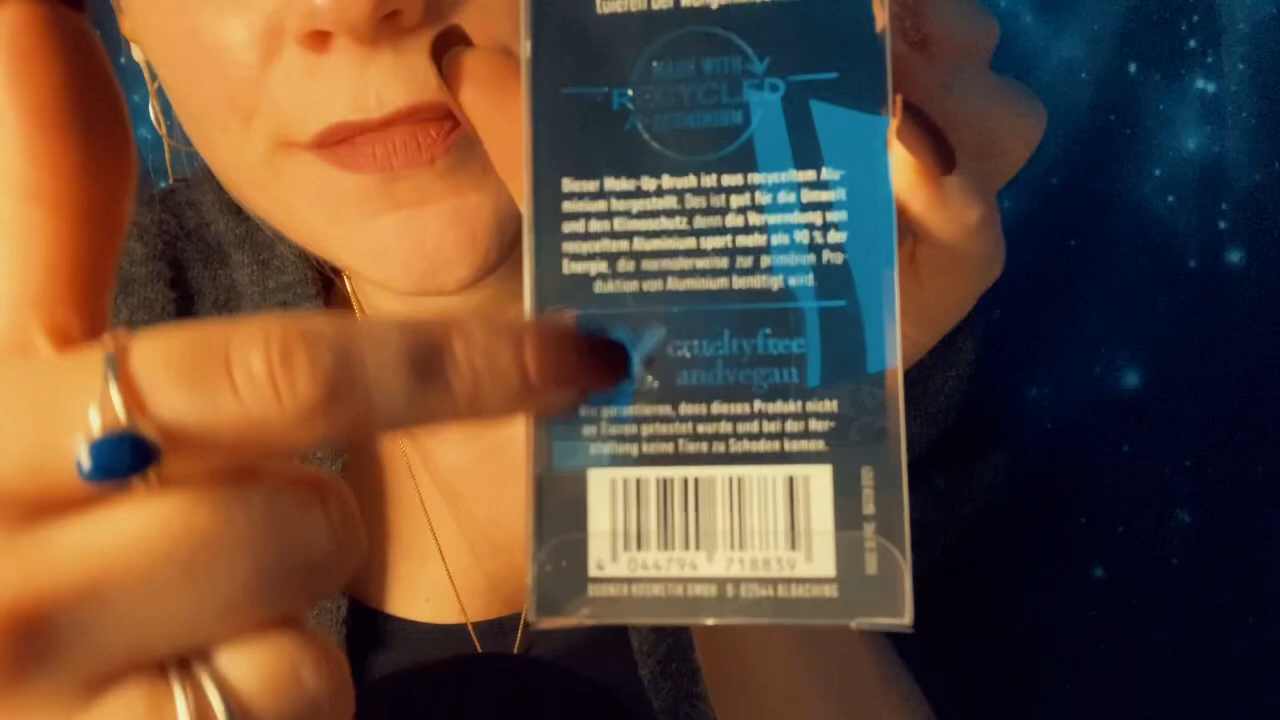 MADE WITH
RECYCLED
ALUMINIUM
Dieser Make-Up-Brush ist aus recyceltem Alu-
minium hergestellt. Das ist gut für die Umwelt
und den Klimaschutz, denn die Verwendung von
recyceltem Aluminium spart mehr als 90 % der
Energie, die normalerweise zur primären Pro-
duktion von Aluminium benötigt wird.
crueltyfree
andvegan
Wir garantieren, dass dieses Produkt nicht
an Tieren getestet wurde und bei der Her-
stellung keine Tiere zu Schaden kamen.
4 044794 718839
KOSMETIK GMBH · D-83544 ALBACHING